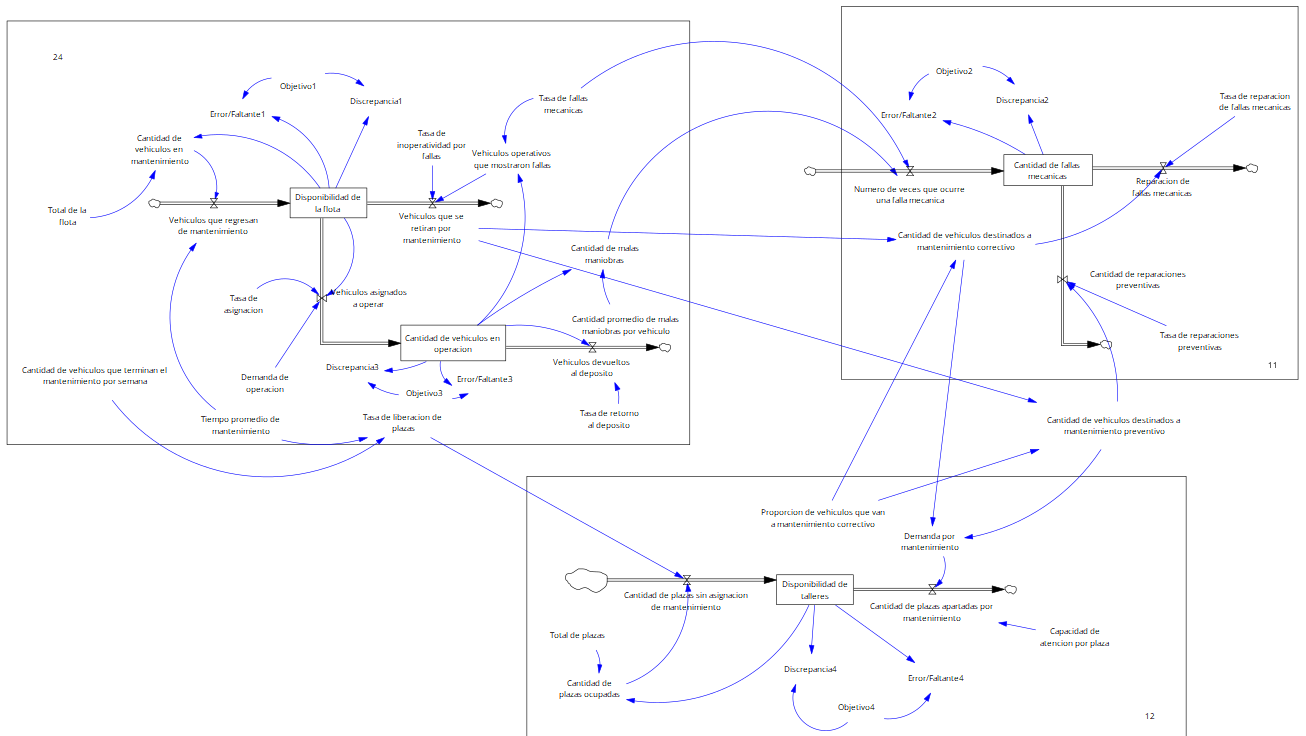 24
Objetivo1
Discrepancia1
Error/Faltante1
Tasa de fallas
mecanicas
Cantidad de
vehiculos en
mantenimiento
Tasa de
inoperatividad por
fallas
Vehiculos operativos
que mostraron fallas
Total de la
flota
Disponibilidad de
la flota
Vehiculos que regresan
de mantenimiento
Vehiculos que se
retiran por
mantenimiento
Cantidad de malas
maniobras
Tasa de
asignacion
Vehiculos asignados
a operar
Cantidad promedio de malas
maniobras por vehiculo
Cantidad de vehiculos en
operacion
Vehiculos devueltos
al deposito
Cantidad de vehiculos que terminan el
mantenimiento por semana
Demanda de
operacion
Discrepancia3
Error/Faltante3
Objetivo3
Tiempo promedio de
mantenimiento
Tasa de liberacion de
plazas
Tasa de retorno
al deposito
Objetivo2
Discrepancia2
Error/Faltante2
Tasa de reparacion
de fallas mecanicas
Cantidad de fallas
mecanicas
Numero de veces que ocurre
una falla mecanica
Reparacion de
fallas mecanicas
Cantidad de vehiculos destinados a
mantenimiento correctivo
Cantidad de reparaciones
preventivas
Tasa de reparaciones
preventivas
11
Cantidad de vehiculos destinados a
mantenimiento preventivo
Proporcion de vehiculos que van
a mantenimiento correctivo
Demanda por
mantenimiento
Disponibilidad de
talleres
Cantidad de plazas sin asignacion
de mantenimiento
Cantidad de plazas apartadas por
mantenimiento
Total de plazas
Capacidad de
atencion por plaza
Cantidad de
plazas ocupadas
Discrepancia4
Error/Faltante4
Objetivo4
12